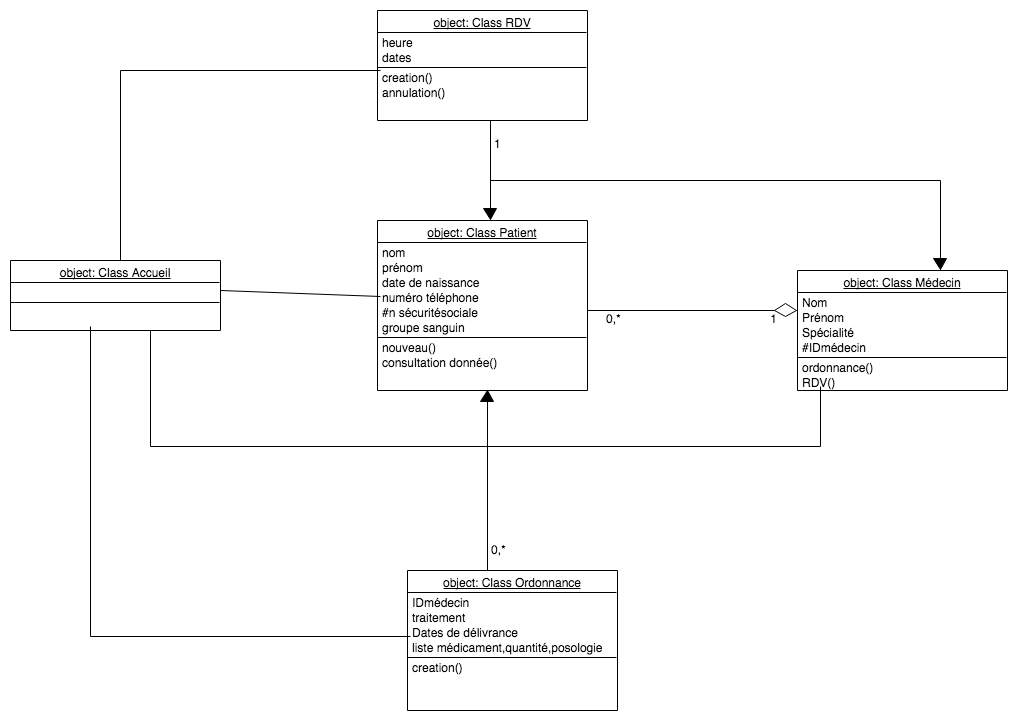 object: Class RDV
heure
dates
creation()
annulation()
1
object: Class Patient
nom
prénom
date de naissance
numéro téléphone
#n sécuritésociale
groupe sanguin
nouveau()
consultation donnée()
object: Class Accueil
0,*
1
object: Class Médecin
Nom
Prénom
Spécialité
#IDmédecin
ordonnance()
RDV()
0,*
object: Class Ordonnance
IDmédecin
traitement
Dates de délivrance
liste médicament,quantité,posologie
creation()